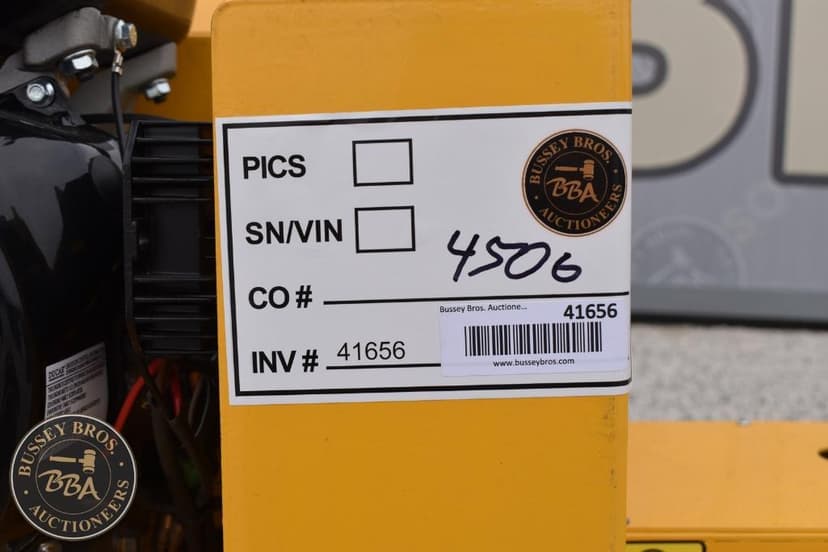 PICS
SN/VIN
4506
CO #
INV # 41656
BUSSEY BROS.
BBA
AUCTIONEERS
Bussey Bros. Auctione...
41656
www.busseybros.com
BUSSEY BROS.
BBA
AUCTIONEERS